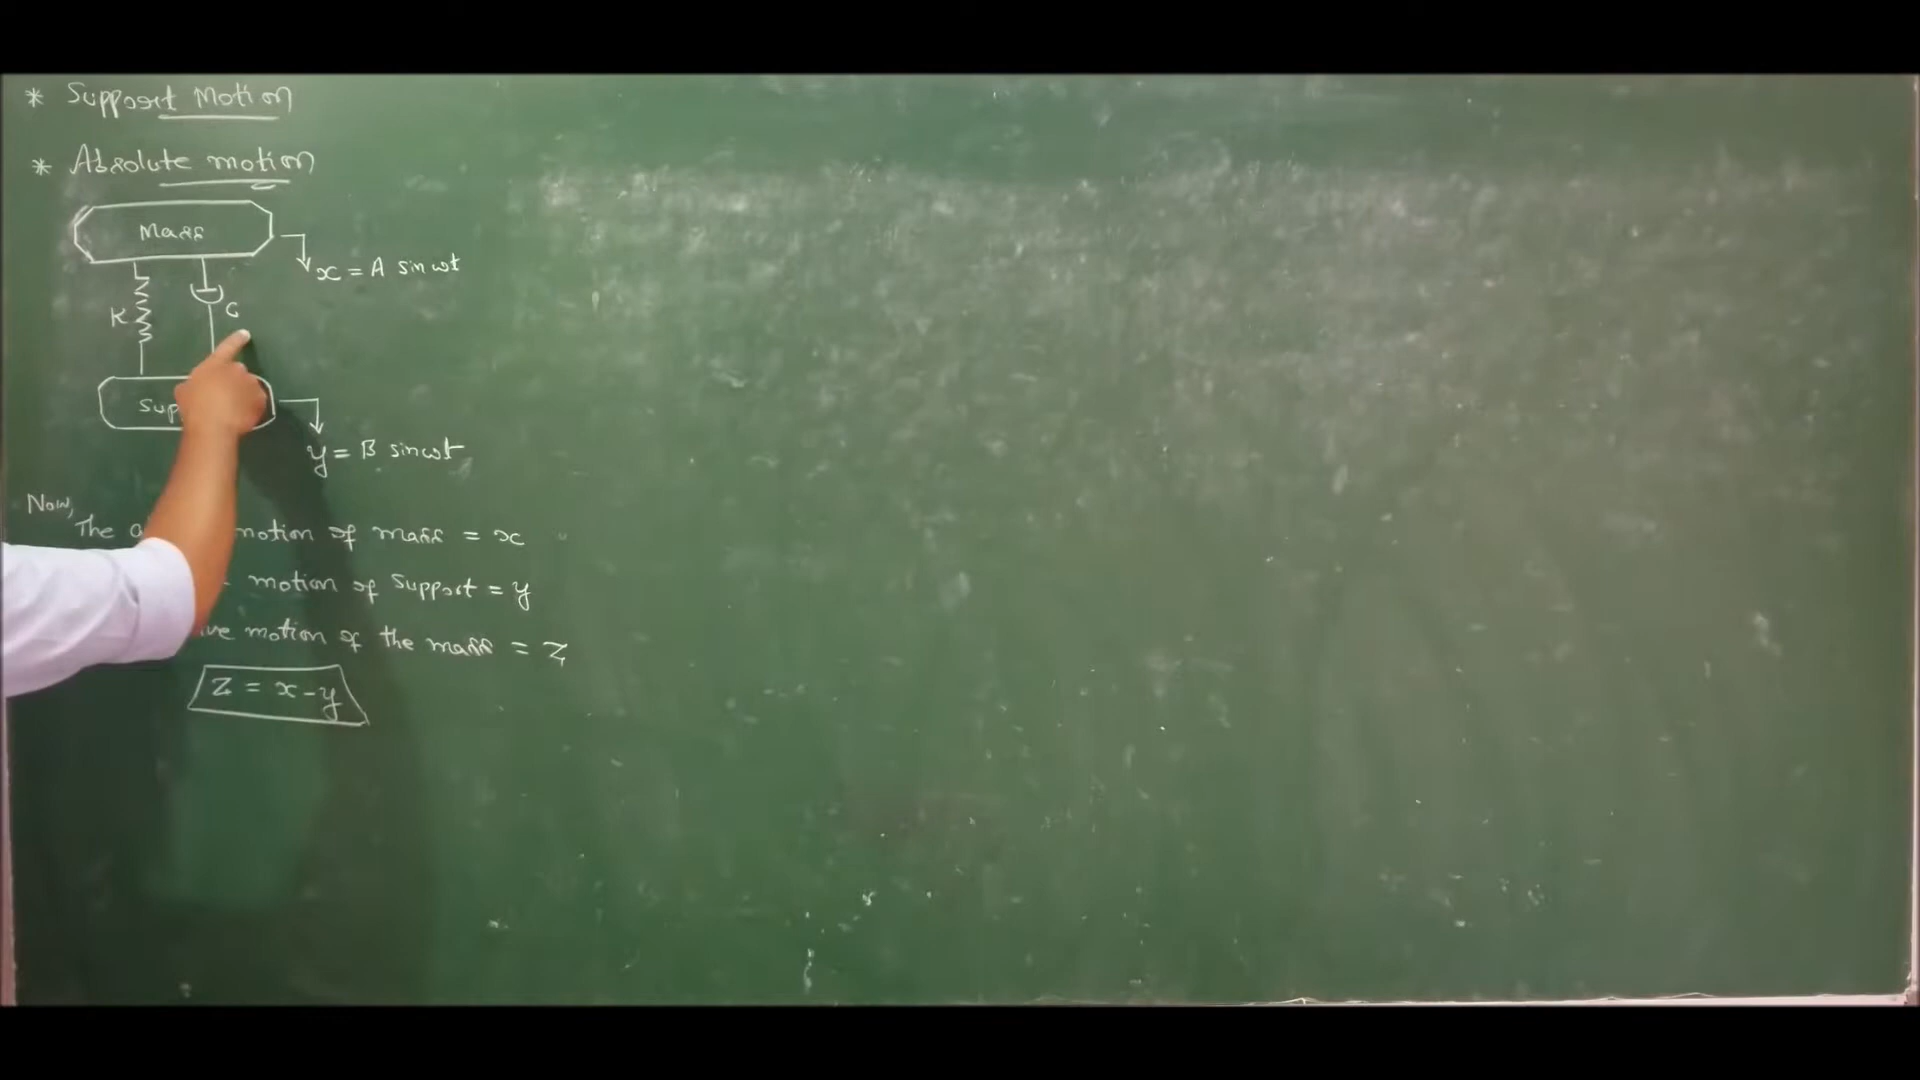 * Support Motion
* Absolute motion
Mass
x = A sin ωt
K
C
y = B sin ωt
Now,
The motion of mass = x
motion of Support = y
motion of the mass = Z
Z = x - y